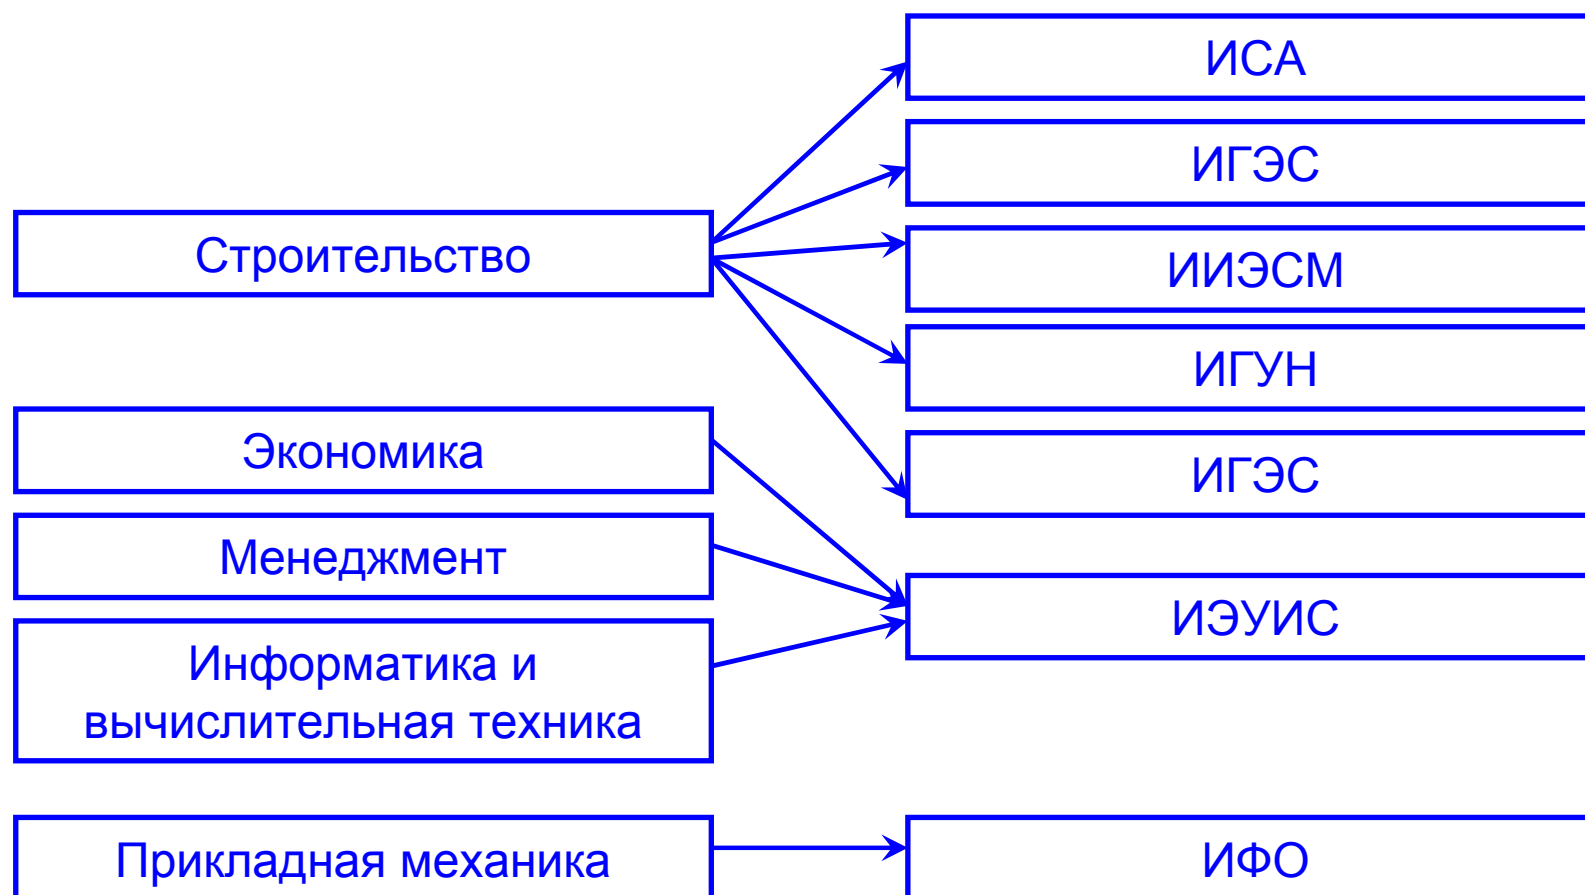 Строительство
Экономика
Менеджмент
Информатика и
вычислительная техника
Прикладная механика
ИСА
ИГЭС
ИИЭСМ
ИГУН
ИГЭС
ИЭУИС
ИФО